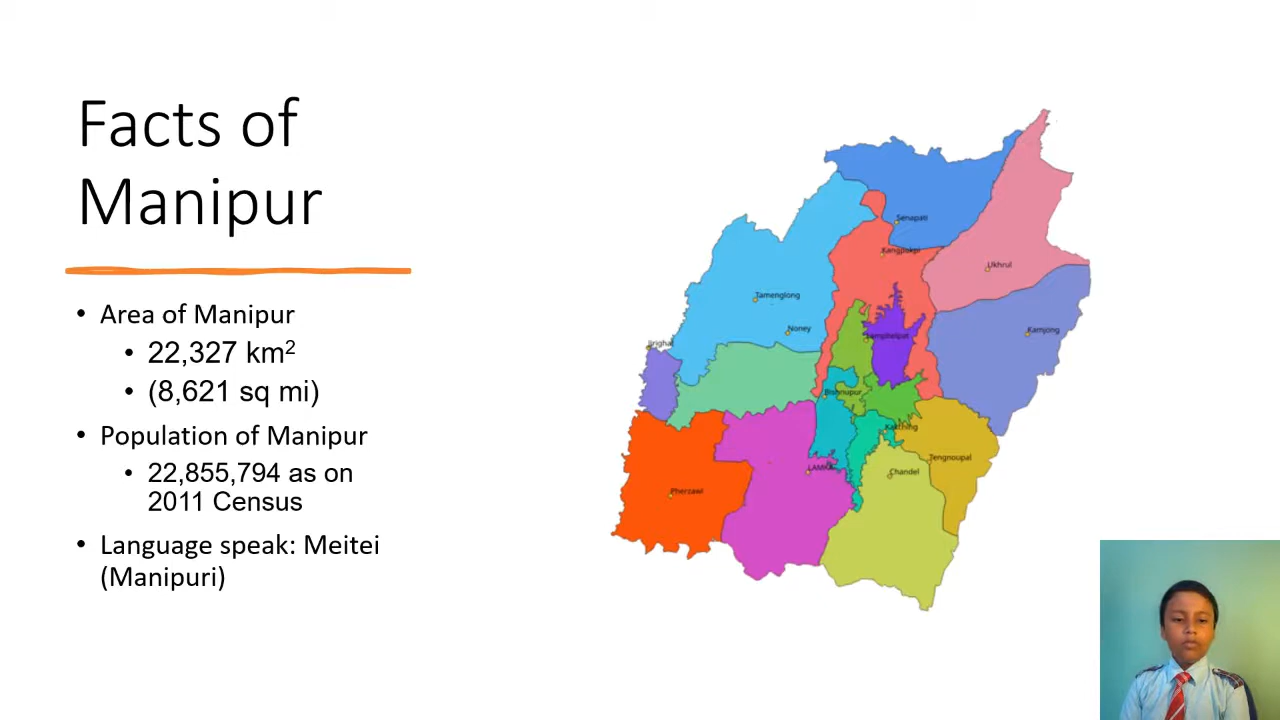 Facts of
Manipur
• Area of Manipur
• 22,327 km²
• (8,621 sq mi)
• Population of Manipur
• 22,855,794 as on
2011 Census
• Language speak: Meitei
(Manipuri)
Senapati
Kangpokpi
Ukhrul
Tamenglong
Noney
Kamjong
Bishnupur
Kakching
Tengnoupal
LAMKA
Chandel
Pherzawl